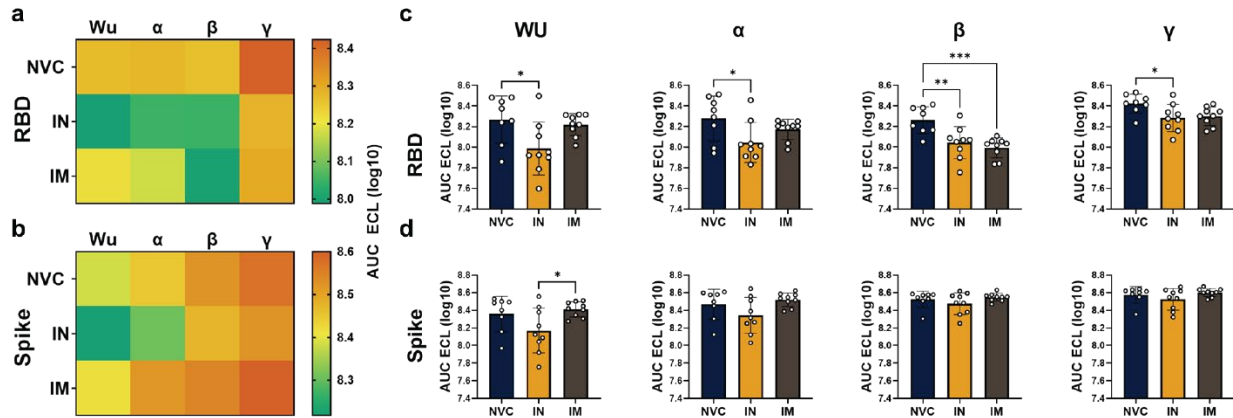 a
Wu α β γ
RBD
NVC
IN
IM
8.4
8.3
8.2
8.1
8.0
AUC ECL (log10)
b
Wu α β γ
Spike
NVC
IN
IM
8.6
8.5
8.4
8.3
c
WU α β γ
RBD
AUC ECL (log10)
8.8
8.6
8.4
8.2
8.0
7.8
7.6
7.4
*
NVC IN IM
AUC ECL (log10)
8.8
8.6
8.4
8.2
8.0
7.8
7.6
7.4
*
NVC IN IM
AUC ECL (log10)
8.8
8.6
8.4
8.2
8.0
7.8
7.6
7.4
***
**
NVC IN IM
AUC ECL (log10)
8.8
8.6
8.4
8.2
8.0
7.8
7.6
7.4
*
NVC IN IM
d
Spike
AUC ECL (log10)
8.8
8.6
8.4
8.2
8.0
7.8
7.6
7.4
*
NVC IN IM
AUC ECL (log10)
8.8
8.6
8.4
8.2
8.0
7.8
7.6
7.4
NVC IN IM
AUC ECL (log10)
8.8
8.6
8.4
8.2
8.0
7.8
7.6
7.4
NVC IN IM
AUC ECL (log10)
8.8
8.6
8.4
8.2
8.0
7.8
7.6
7.4
NVC IN IM